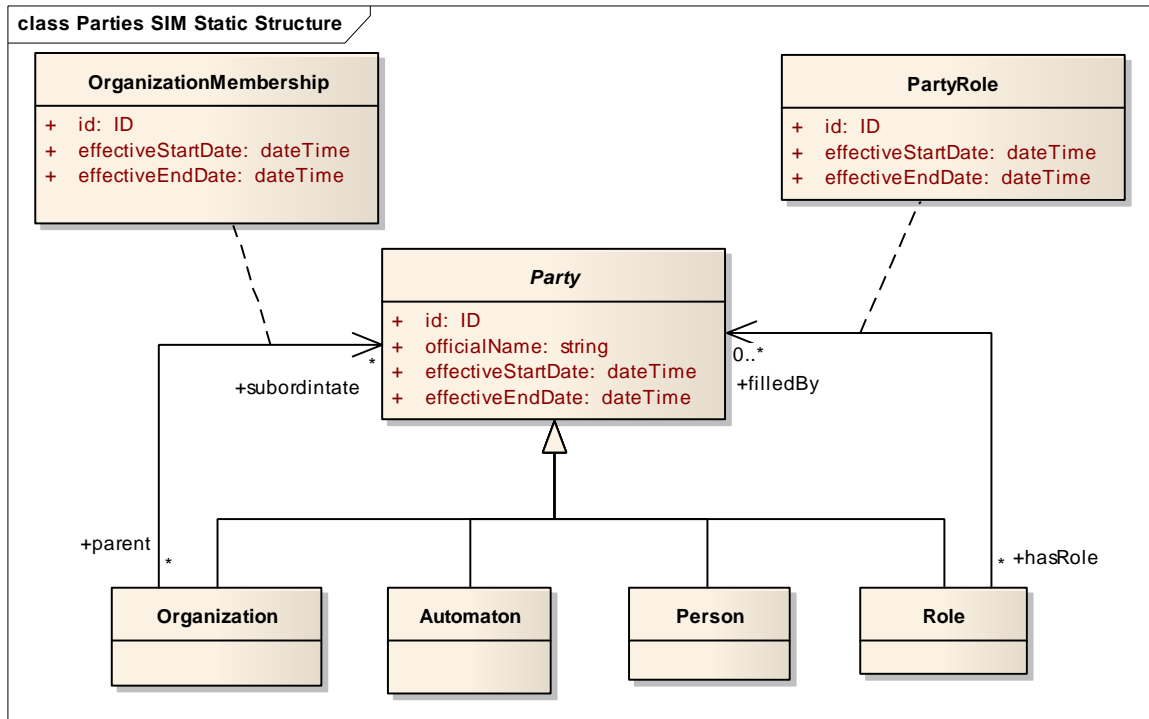 class Parties SIM Static Structure
OrganizationMembership
+ id: ID
+ effectiveStartDate: dateTime
+ effectiveEndDate: dateTime
PartyRole
+ id: ID
+ effectiveStartDate: dateTime
+ effectiveEndDate: dateTime
Party
+ id: ID
+ officialName: string
+ effectiveStartDate: dateTime
+ effectiveEndDate: dateTime
*
+subordintate
0..*
+filledBy
+parent
*
*
+hasRole
Organization
Automaton
Person
Role